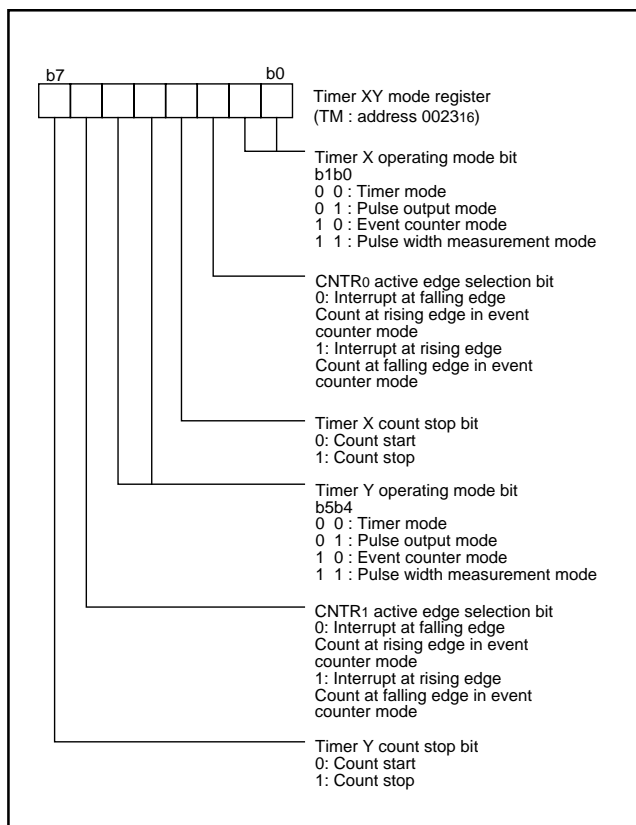 b7 b0
Timer XY mode register
(TM : address 002316)
Timer X operating mode bit
b1b0
0 0 : Timer mode
0 1 : Pulse output mode
1 0 : Event counter mode
1 1 : Pulse width measurement mode
CNTR0 active edge selection bit
0: Interrupt at falling edge
Count at rising edge in event
counter mode
1: Interrupt at rising edge
Count at falling edge in event
counter mode
Timer X count stop bit
0: Count start
1: Count stop
Timer Y operating mode bit
b5b4
0 0 : Timer mode
0 1 : Pulse output mode
1 0 : Event counter mode
1 1 : Pulse width measurement mode
CNTR1 active edge selection bit
0: Interrupt at falling edge
Count at rising edge in event
counter mode
1: Interrupt at rising edge
Count at falling edge in event
counter mode
Timer Y count stop bit
0: Count start
1: Count stop